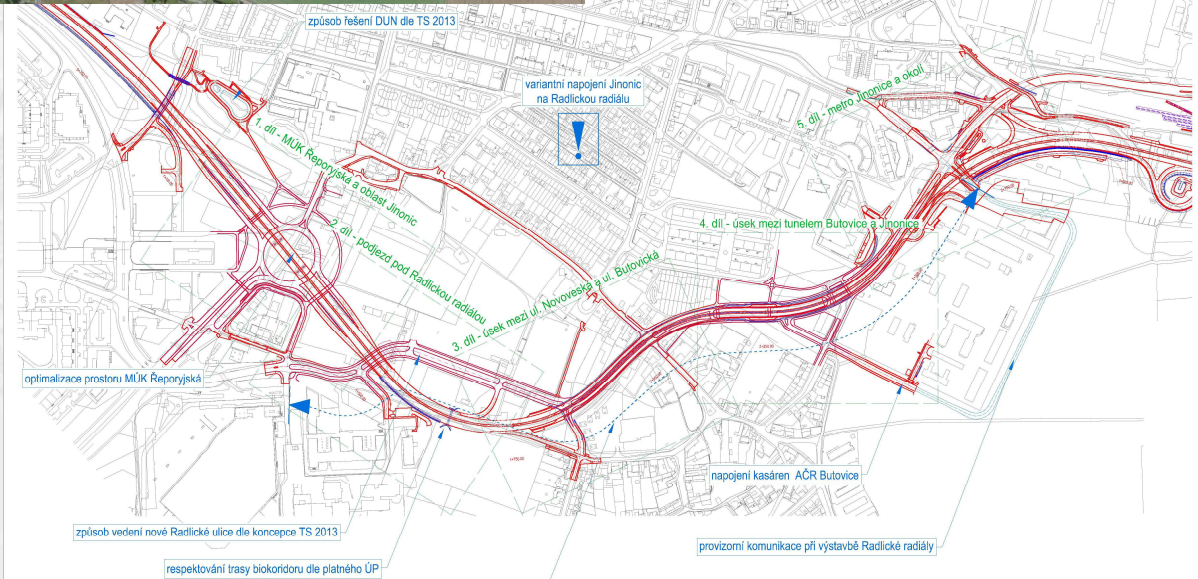 způsob řešení DUN dle TS 2013
variantní napojení Jinonic
na Radlickou radiálu
5. díl - metro Jinonice a okolí
1. díl - MÚK Řeporyjská a oblast Jinonic
2. díl - podjezd pod Radlickou radiálou
4. díl - úsek mezi tunelem Butovice a Jinonice
3. díl - úsek mezi ul. Novoveská a ul. Butovická
optimalizace prostoru MÚK Řeporyjská
napojení kasáren AČR Butovice
způsob vedení nové Radlické ulice dle koncepce TS 2013
provizorní komunikace při výstavbě Radlické radiály
respektování trasy biokoridoru dle platného ÚP